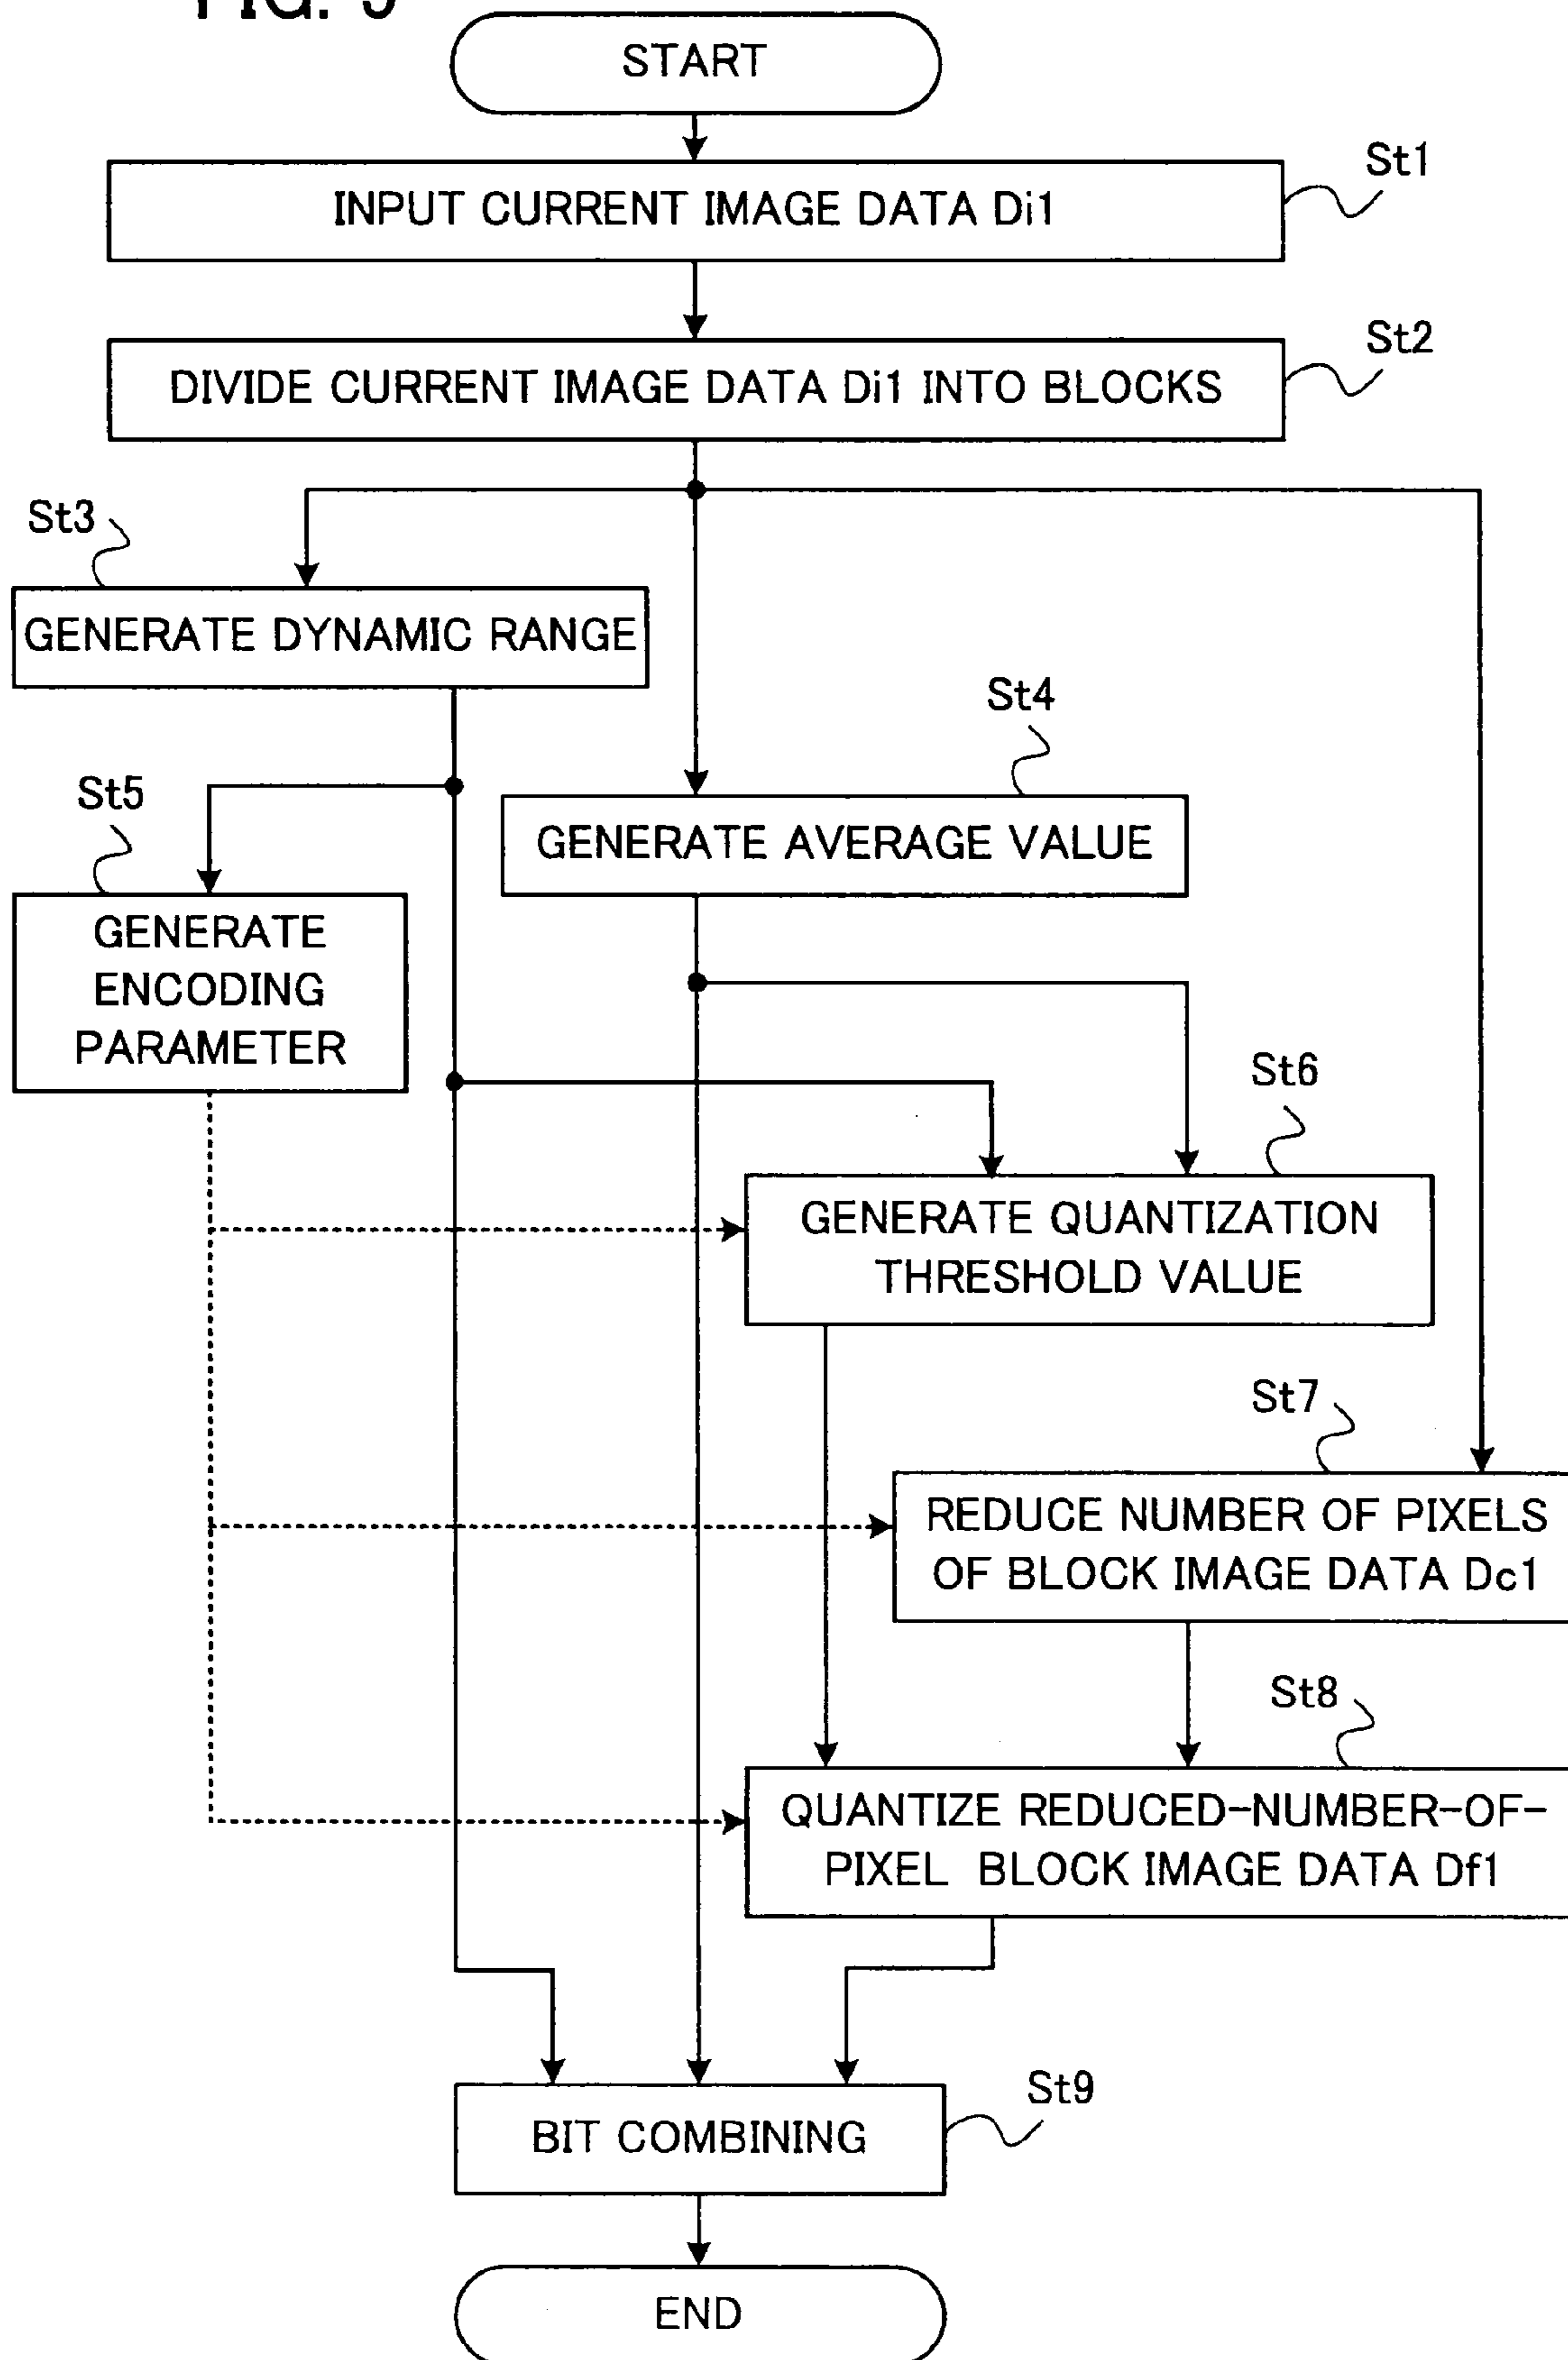 START
St1
INPUT CURRENT IMAGE DATA Di1
St2
DIVIDE CURRENT IMAGE DATA Di1 INTO BLOCKS
St3
GENERATE DYNAMIC RANGE
St4
GENERATE AVERAGE VALUE
St5
GENERATE
ENCODING
PARAMETER
St6
GENERATE QUANTIZATION
THRESHOLD VALUE
St7
REDUCE NUMBER OF PIXELS
OF BLOCK IMAGE DATA Dc1
St8
QUANTIZE REDUCED-NUMBER-OF-
PIXEL BLOCK IMAGE DATA Df1
St9
BIT COMBINING
END